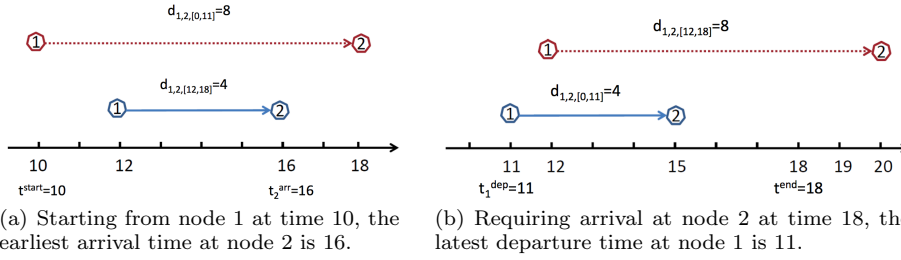 d1,2,[0,11]=8
1 2
d1,2,[12,18]=4
1 2
10 12 16 18
tstart=10 t2arr=16
(a) Starting from node 1 at time 10, the
earliest arrival time at node 2 is 16.
d1,2,[12,18]=8
1 2
d1,2,[0,11]=4
1 2
11 12 15 18 19 20
t1dep=11 tend=18
(b) Requiring arrival at node 2 at time 18, the
latest departure time at node 1 is 11.